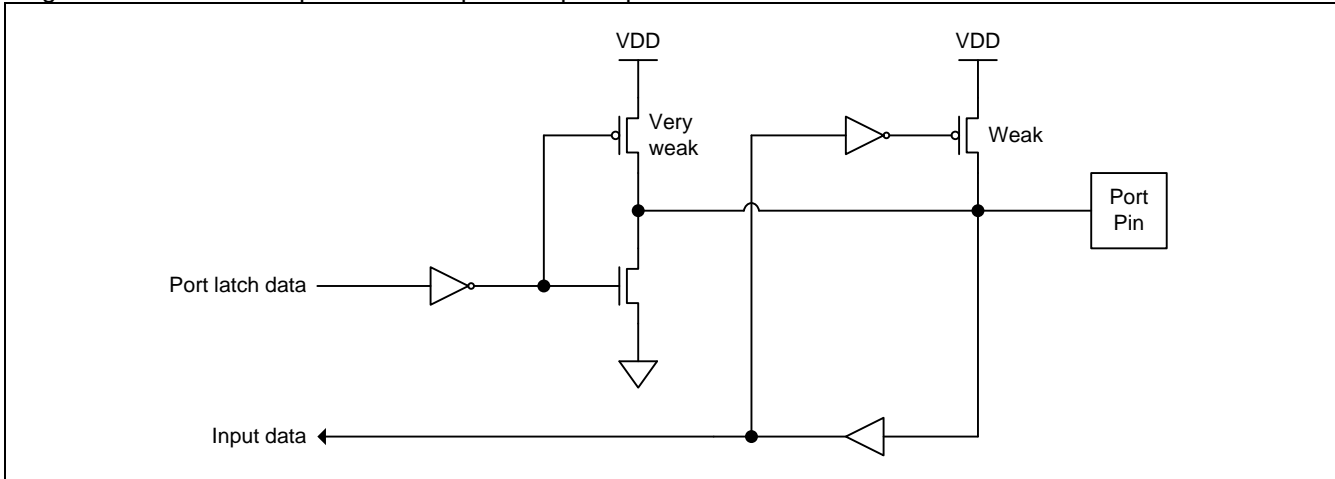 VDD
VDD
Very
weak
Weak
Port
Pin
Port latch data
Input data